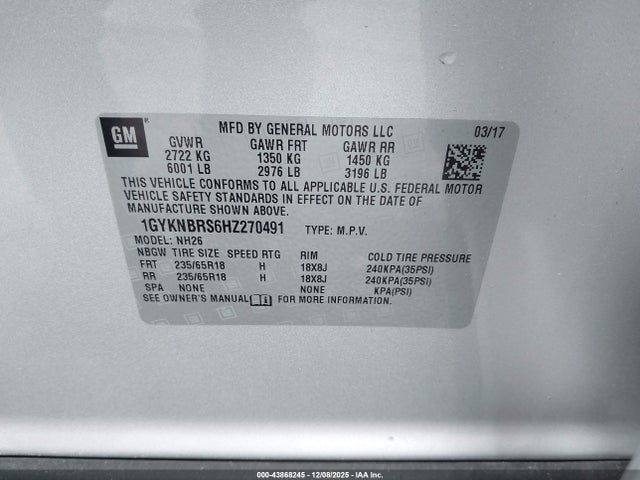 GM
MFD BY GENERAL MOTORS LLC 03/17
GVWR GAWR FRT GAWR RR
2722 KG 1350 KG 1450 KG
6001 LB 2976 LB 3196 LB
THIS VEHICLE CONFORMS TO ALL APPLICABLE U.S. FEDERAL MOTOR
VEHICLE SAFETY STANDARDS IN EFFECT ON THE DATE OF
MANUFACTURE SHOWN ABOVE.
1GYKNBRS6HZ270491 TYPE: M.P.V.
MODEL: NH26
NBGW TIRE SIZE SPEED RTG RIM COLD TIRE PRESSURE
FRT 235/65R18 H 18X8J 240KPA(35PSI)
RR 235/65R18 H 18X8J 240KPA(35PSI)
SPA NONE NONE KPA(PSI)
SEE OWNER'S MANUAL FOR MORE INFORMATION.
000-43868245 - 12/08/2025 - IAA Inc.